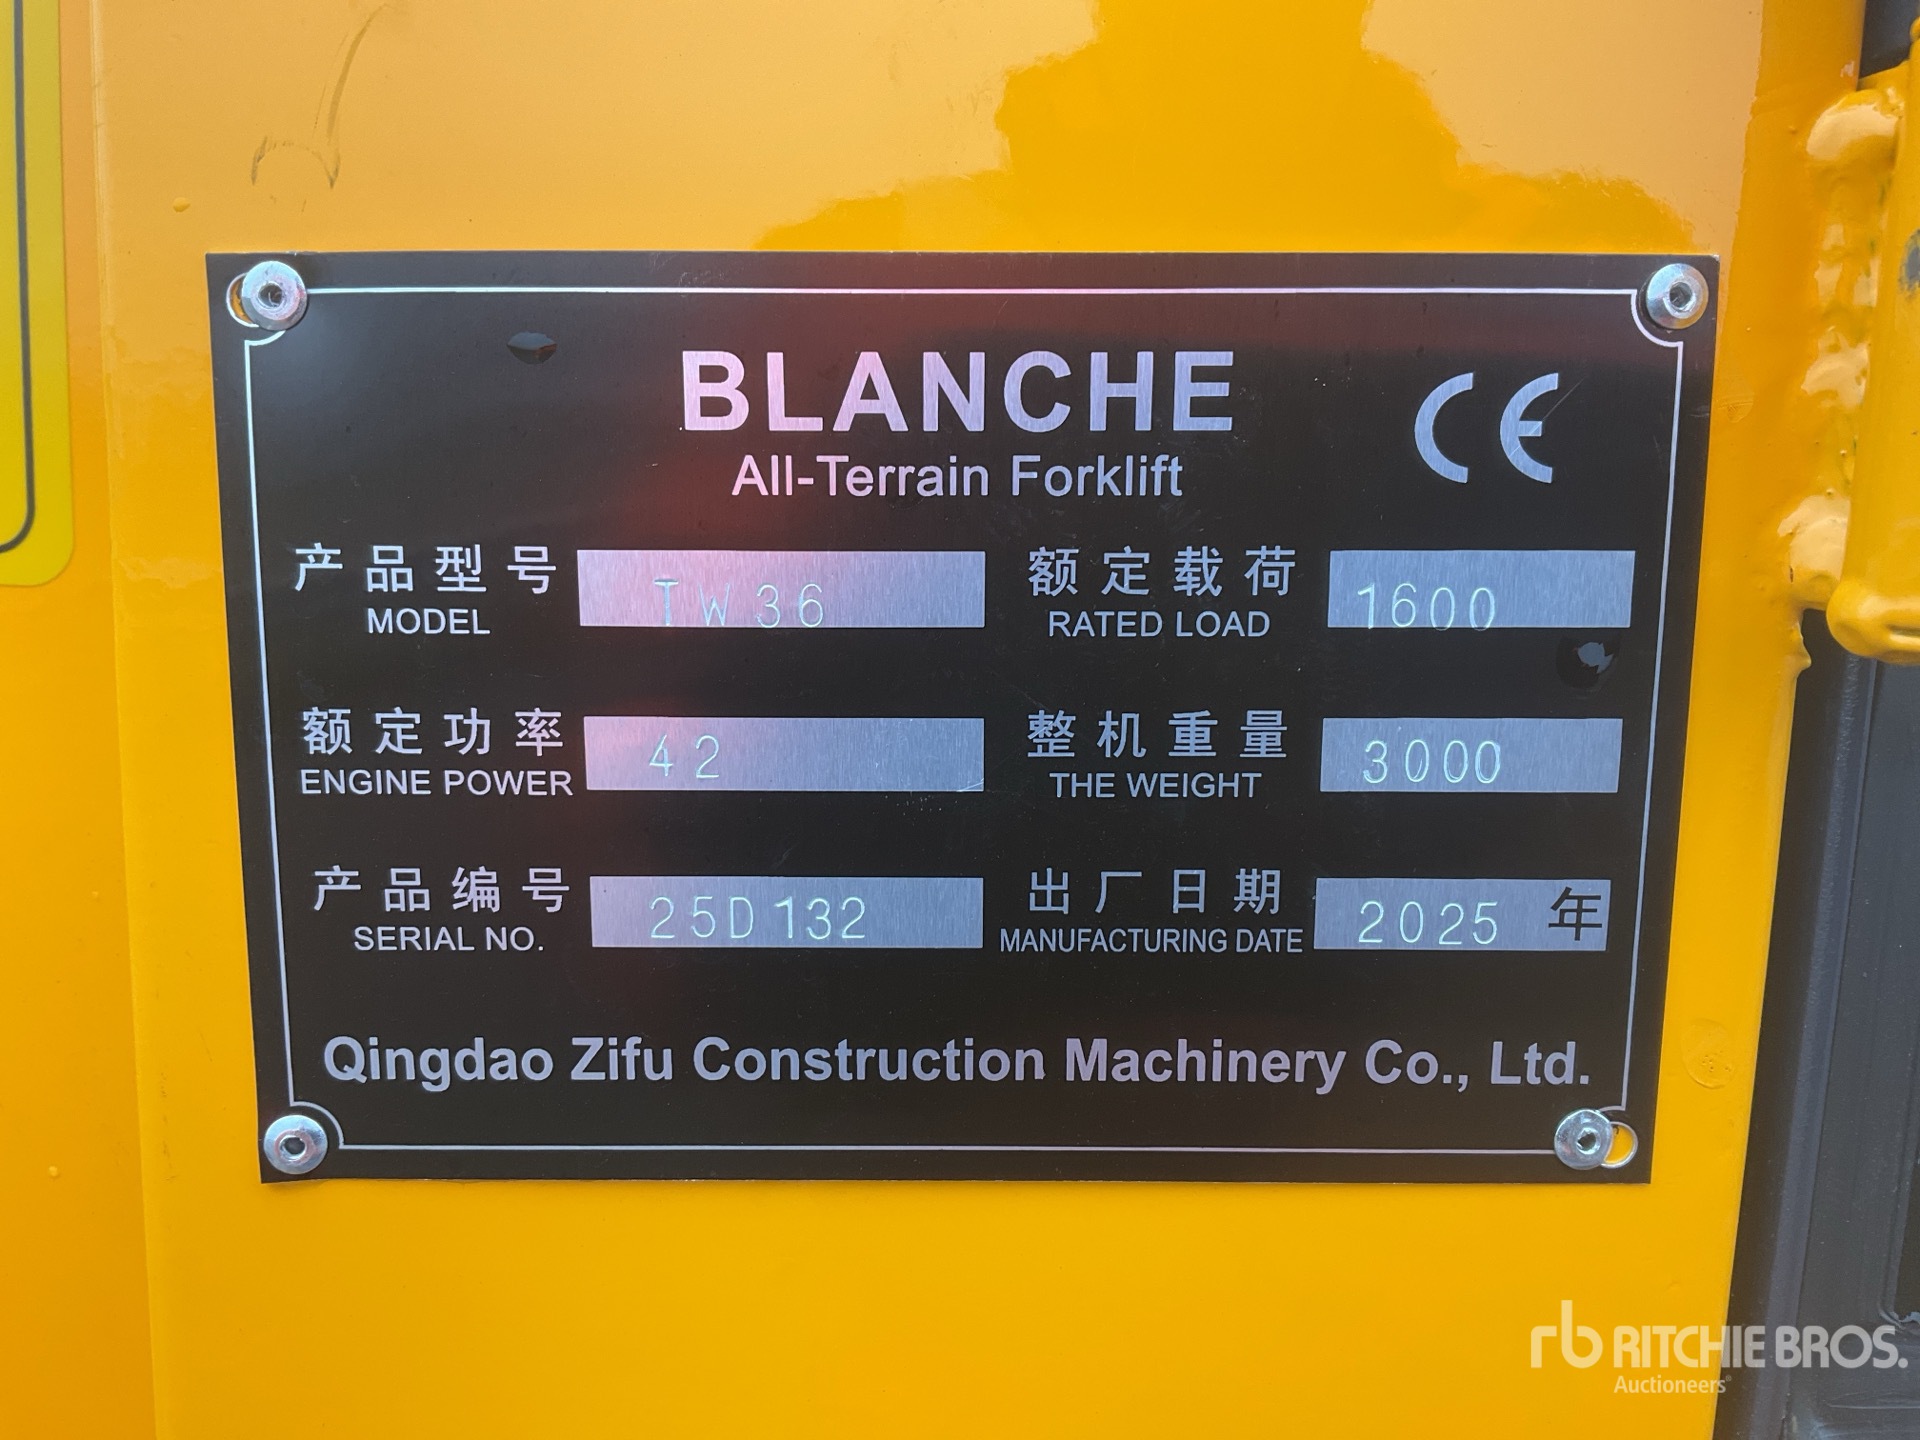 BLANCHE
CE
All-Terrain Forklift
产品型号 TW36 额定载荷 1600
MODEL RATED LOAD
额定功率 42 整机重量 3000
ENGINE POWER THE WEIGHT
产品编号 25D132 出厂日期 2025 年
SERIAL NO. MANUFACTURING DATE
Qingdao Zifu Construction Machinery Co., Ltd.
rb RITCHIE BROS.
Auctioneers